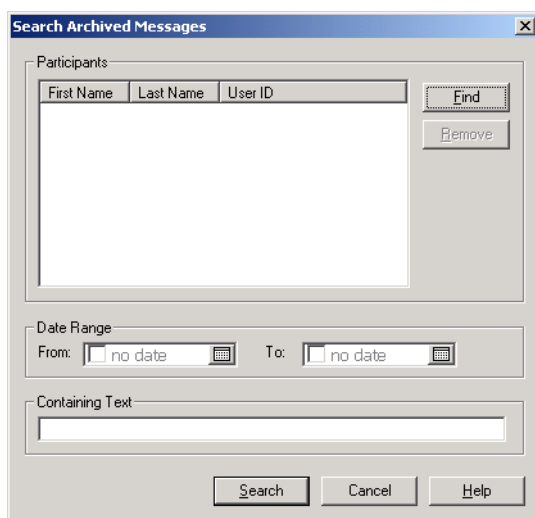 Search Archived Messages
Participants
First Name Last Name User ID
Find
Remove
Date Range
From: no date To: no date
Containing Text
Search Cancel Help